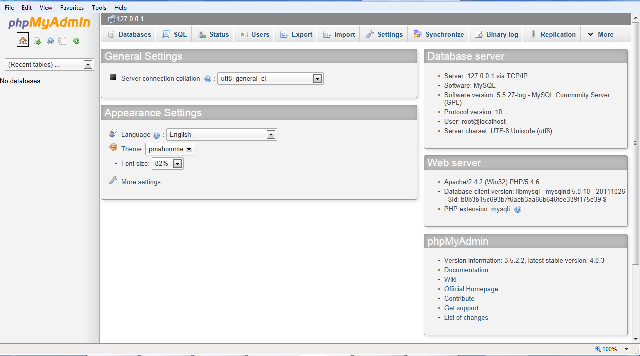 File Edit View Favorites Tools Help
phpMyAdmin
127.0.0.1
Databases SQL Status Users Export Import Settings Synchronize Binary log Replication More
(Recent tables) ...
No databases
General Settings
Server connection collation : utf8_general_ci
Appearance Settings
Language : English
Theme: pmahomme
Font size: 82%
More settings
Database server
Server: 127.0.0.1 via TCP/IP
Software: MySQL
Software version: 5.5.27-log - MySQL Community Server
(GPL)
Protocol version: 10
User: root@localhost
Server charset: UTF-8 Unicode (utf8)
Web server
Apache/2.4.2 (Win32) PHP/5.4.6
Database client version: libmysql - mysqlnd 5.0.10 - 20111026
PHP extension: mysqli
phpMyAdmin
Version information: 3.5.2.2, latest stable version: 4.0.3
Documentation
Wiki
Official Homepage
Contribute
Get support
List of changes
100%